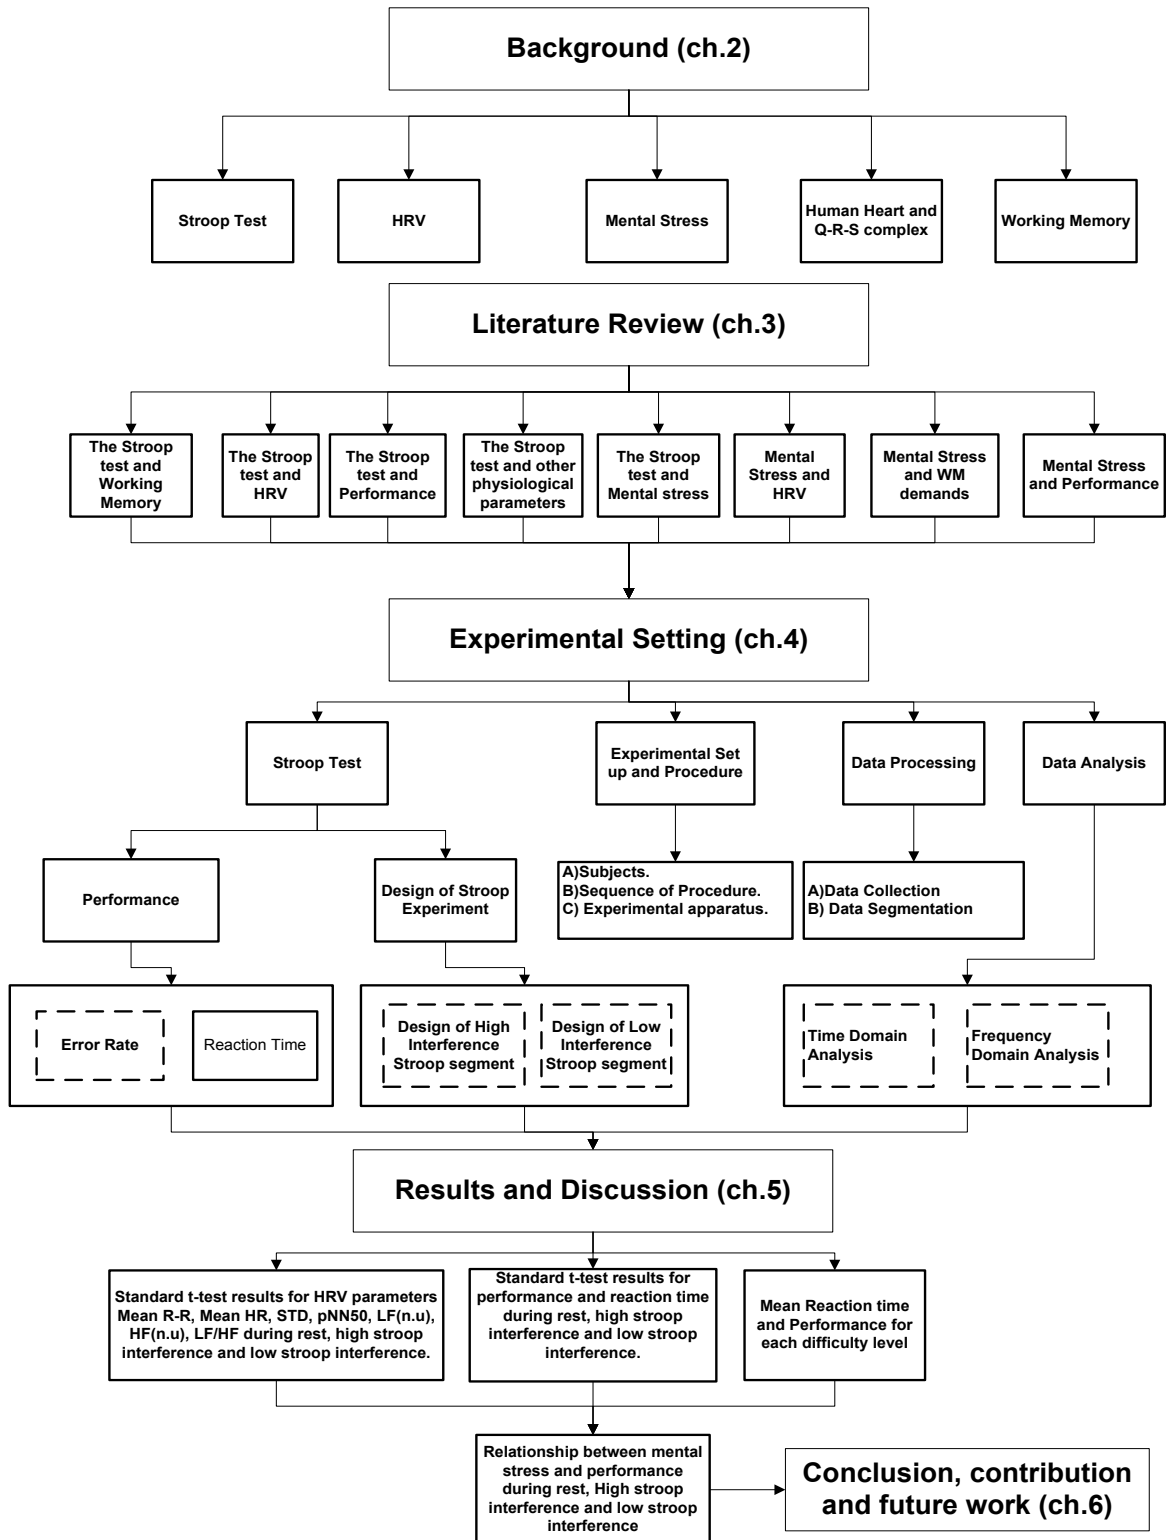 Background (ch.2)
Stroop Test
HRV
Mental Stress
Human Heart and
Q-R-S complex
Working Memory
Literature Review (ch.3)
The Stroop
test and
Working
Memory
The Stroop
test and
HRV
The Stroop
test and
Performance
The Stroop
test and other
physiological
parameters
The Stroop
test and
Mental stress
Mental
Stress and
HRV
Mental Stress
and WM
demands
Mental Stress
and Performance
Experimental Setting (ch.4)
Stroop Test
Experimental Set
up and Procedure
Data Processing
Data Analysis
Performance
Design of Stroop
Experiment
A)Subjects.
B)Sequence of Procedure.
C) Experimental apparatus.
A)Data Collection
B) Data Segmentation
Error Rate
Reaction Time
Design of High
Interference
Stroop segment
Design of Low
Interference
Stroop segment
Time Domain
Analysis
Frequency
Domain Analysis
Results and Discussion (ch.5)
Standard t-test results for HRV parameters
Mean R-R, Mean HR, STD, pNN50, LF(n.u),
HF(n.u), LF/HF during rest, high stroop
interference and low stroop interference.
Standard t-test results for
performance and reaction time
during rest, high stroop
interference and low stroop
interference.
Mean Reaction time
and Performance for
each difficulty level
Relationship between mental
stress and performance
during rest, High stroop
interference and low stroop
interference
Conclusion, contribution
and future work (ch.6)